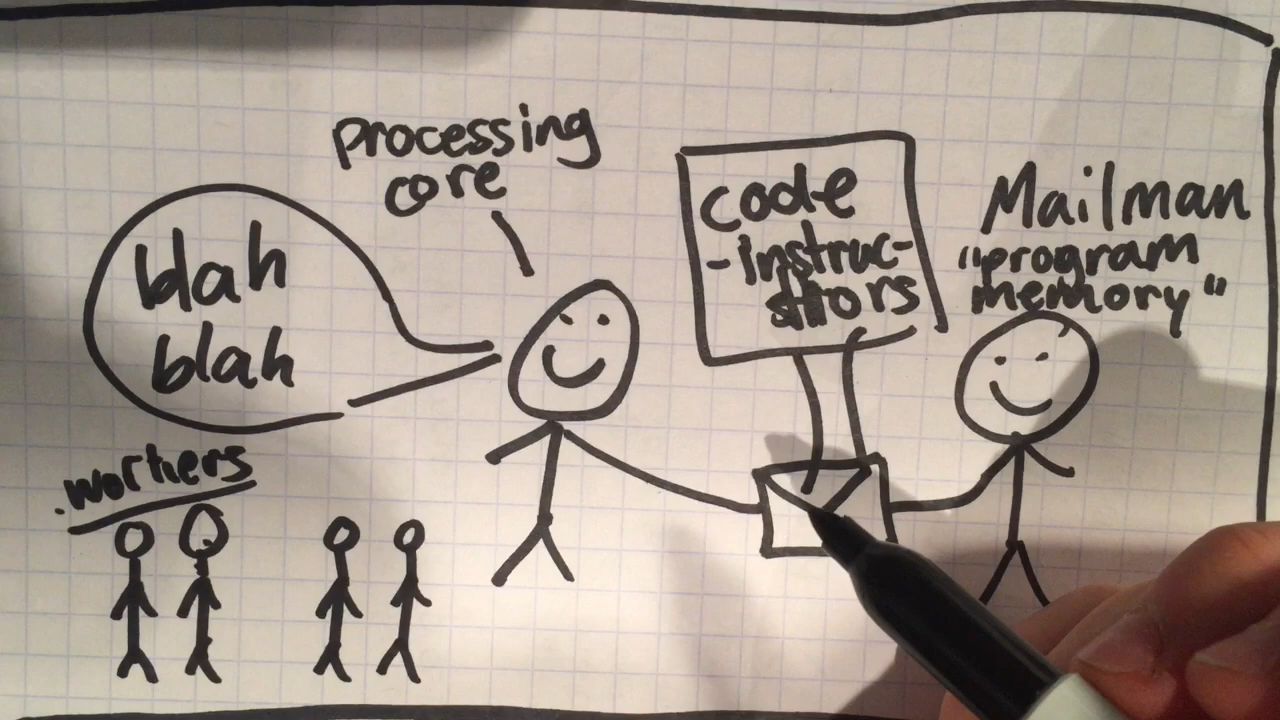 processing
core
blah
blah
workers
code
-instruc-
tions
Mailman
"program
memory"